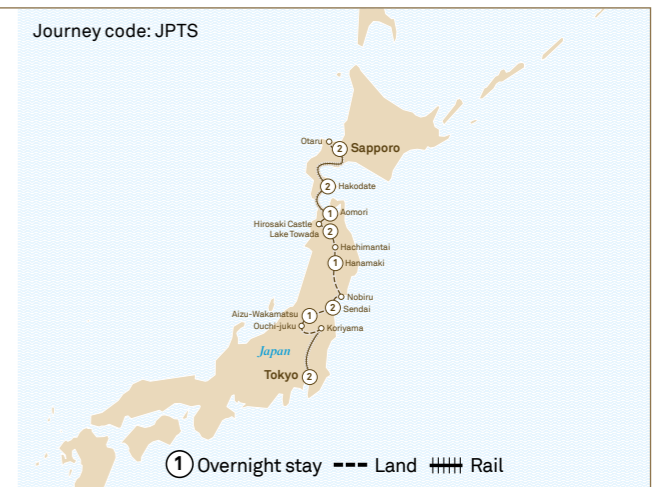 Journey code: JPTS
Otaru
2 Sapporo
2 Hakodate
1 Aomori
Hirosaki Castle
Lake Towada 2
Hachimantai
1 Hanamaki
Nobiru
2 Sendai
Aizu-Wakamatsu 1
Ouchi-juku
Koriyama
Japan
Tokyo 2
1 Overnight stay Land Rail